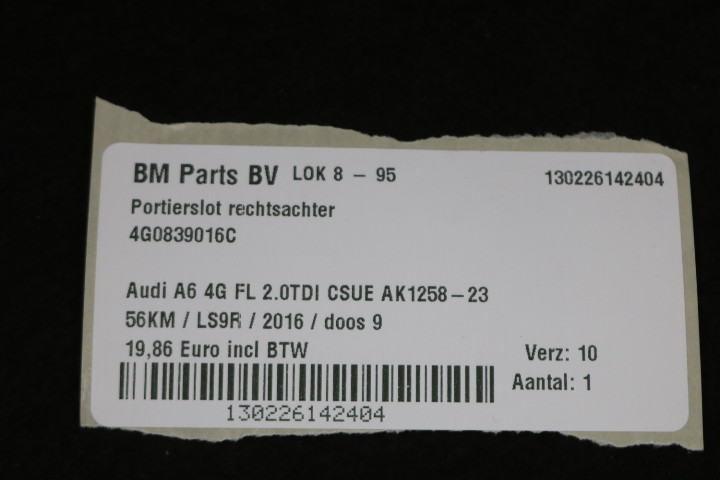 BM Parts BV LOK 8 – 95 130226142404
Portierslot rechtsachter
4G0839016C
Audi A6 4G FL 2.0TDI CSUE AK1258–23
56KM / LS9R / 2016 / doos 9
19,86 Euro incl BTW Verz: 10
Aantal: 1
130226142404